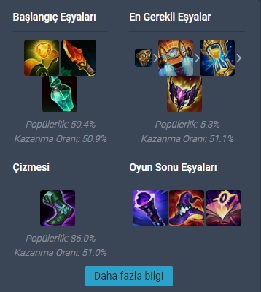 Başlangıç Eşyaları
En Gerekli Eşyalar
Popülerlik: 50.4%
Kazanma Oranı: 50.9%
Popülerlik: 5.3%
Kazanma Oranı: 51.1%
Çizmesi
Oyun Sonu Eşyaları
Popülerlik: 86.0%
Kazanma Oranı: 51.0%
Daha fazla bilgi